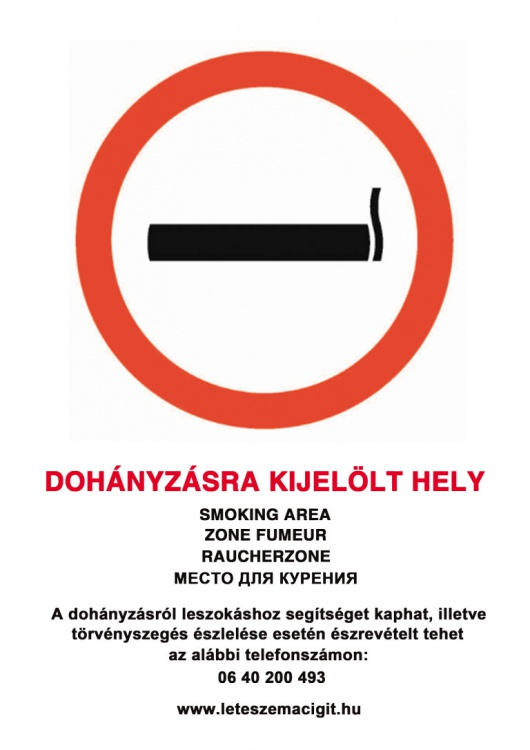 DOHÁNYZÁSRA KIJELÖLT HELY
SMOKING AREA
ZONE FUMEUR
RAUCHERZONE
МЕСТО ДЛЯ КУРЕНИЯ
A dohányzásról leszokáshoz segítséget kaphat, illetve
törvényszegés észlelése esetén észrevételt tehet
az alábbi telefonszámon:
06 40 200 493
www.leteszemacigit.hu